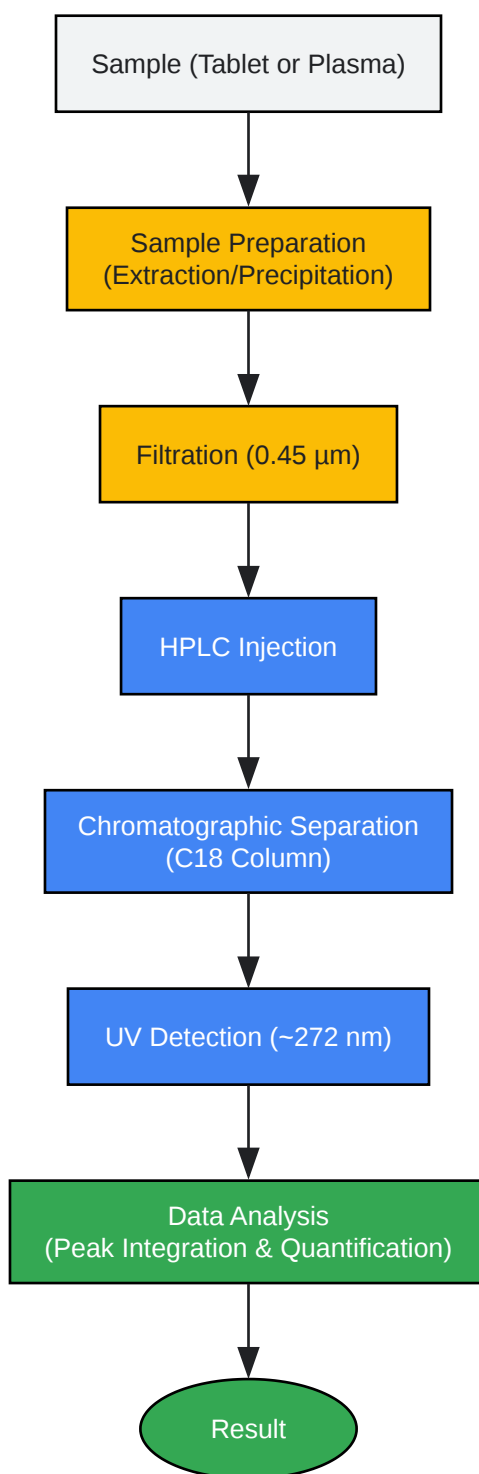 Sample (Tablet or Plasma)
Sample Preparation
(Extraction/Precipitation)
Filtration (0.45 µm)
HPLC Injection
Chromatographic Separation
(C18 Column)
UV Detection (~272 nm)
Data Analysis
(Peak Integration & Quantification)
Result